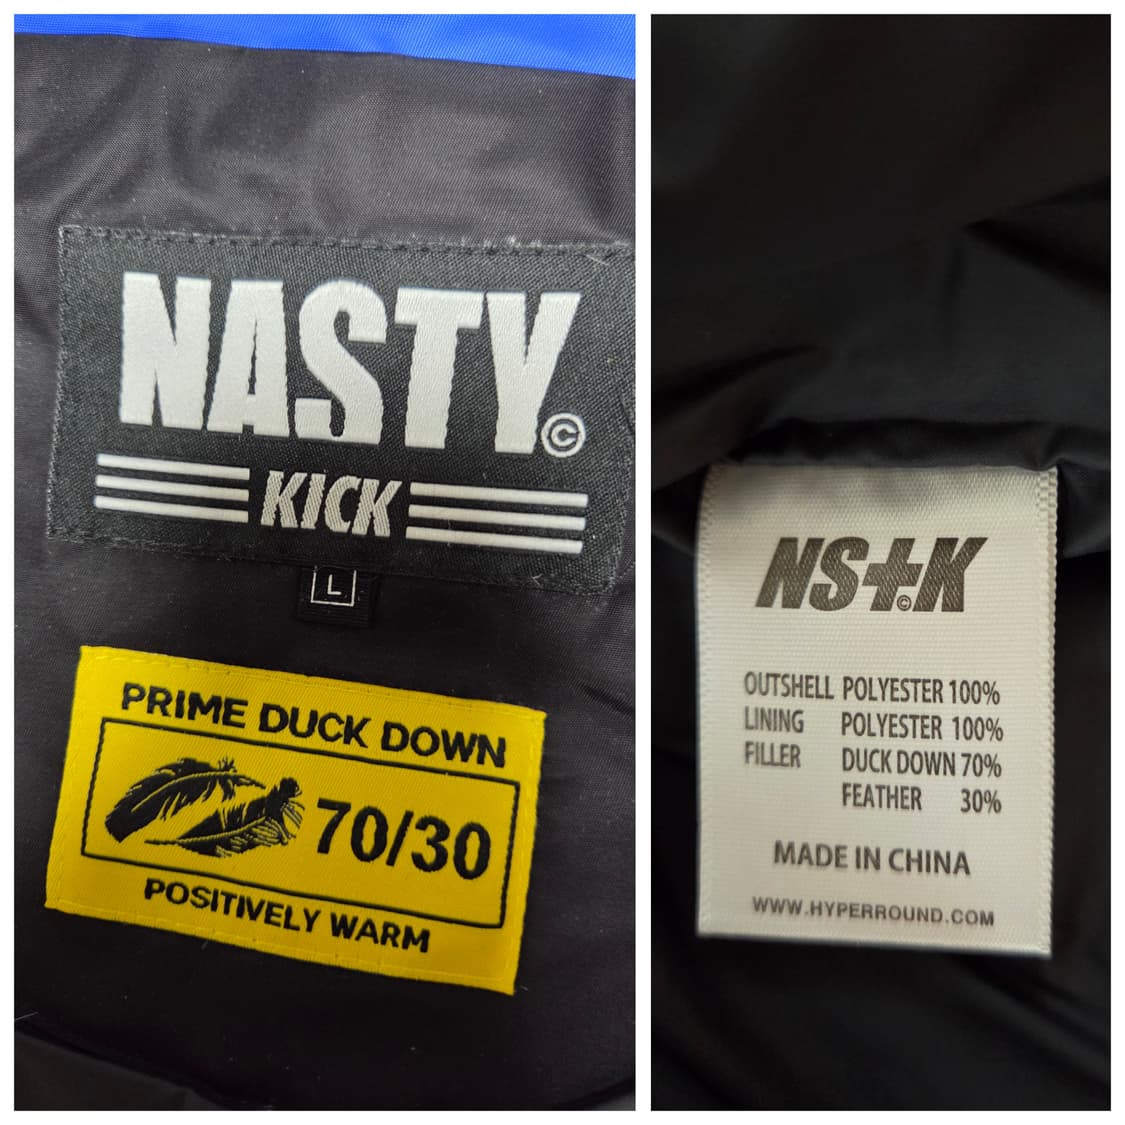 NASTY©
KICK
L
PRIME DUCK DOWN
70/30
POSITIVELY WARM
NS+K©
OUTSHELL POLYESTER 100%
LINING POLYESTER 100%
FILLER DUCK DOWN 70%
FEATHER 30%
MADE IN CHINA
WWW.HYPERROUND.COM